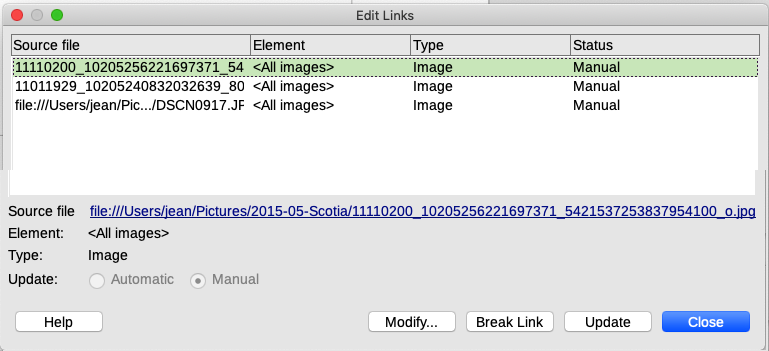 Edit Links
Source file Element Type Status
11110200_10205256221697371_54 <All images> Image Manual
11011929_10205240832032639_80 <All images> Image Manual
file:///Users/jean/Pic.../DSCN0917.JF <All images> Image Manual
Source file file:///Users/jean/Pictures/2015-05-Scotia/11110200_10205256221697371_5421537253837954100_o.jpg
Element: <All images>
Type: Image
Update: Automatic Manual
Help Modify... Break Link Update Close